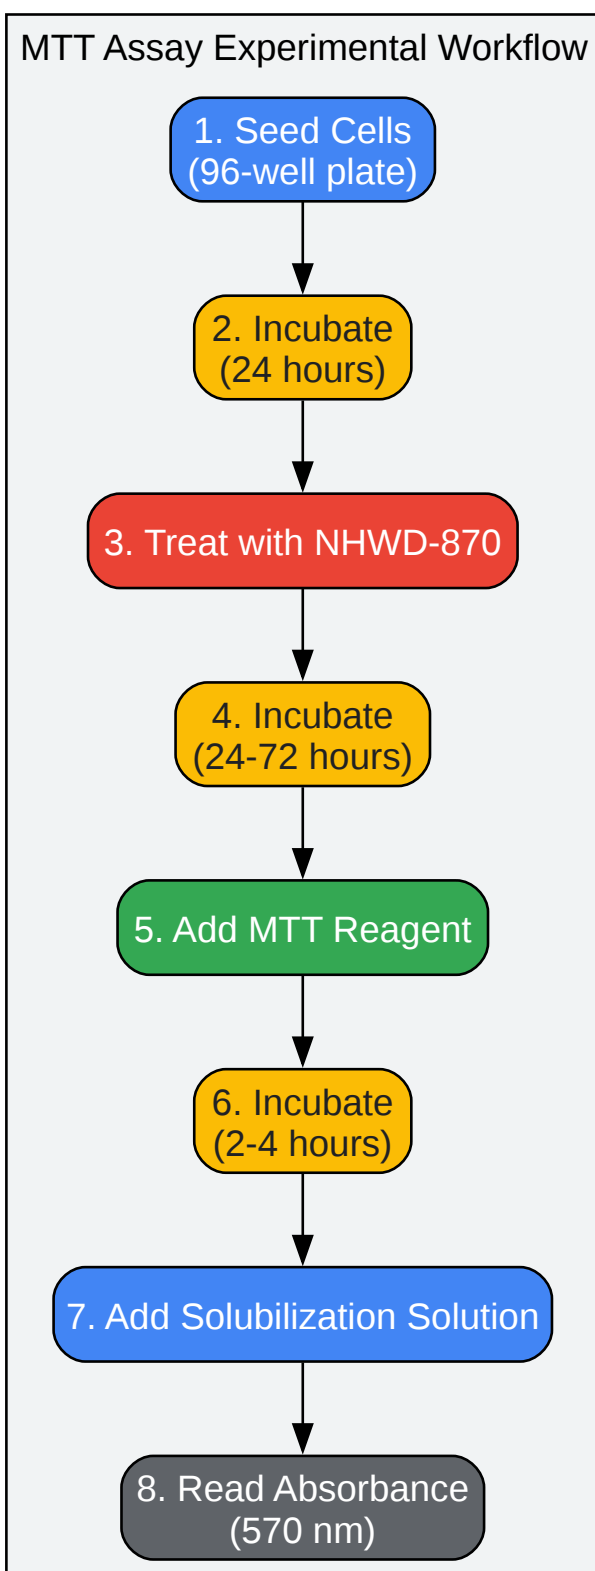 MTT Assay Experimental Workflow
1. Seed Cells
(96-well plate)
2. Incubate
(24 hours)
3. Treat with NHWD-870
4. Incubate
(24-72 hours)
5. Add MTT Reagent
6. Incubate
(2-4 hours)
7. Add Solubilization Solution
8. Read Absorbance
(570 nm)